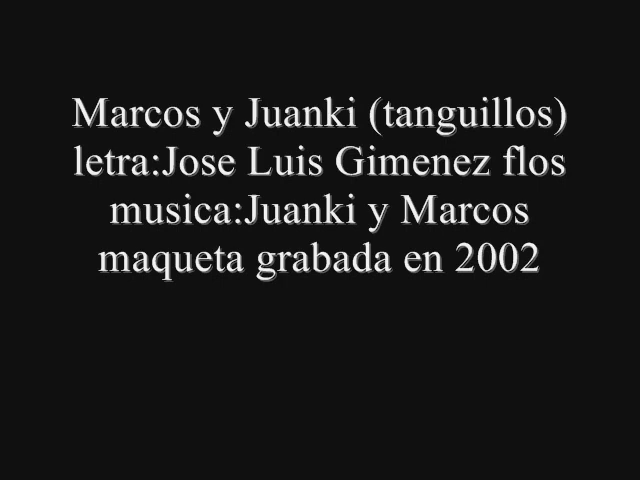 Marcos y Juanki (tanguillos)
letra:Jose Luis Gimenez flos
musica:Juanki y Marcos
maqueta grabada en 2002